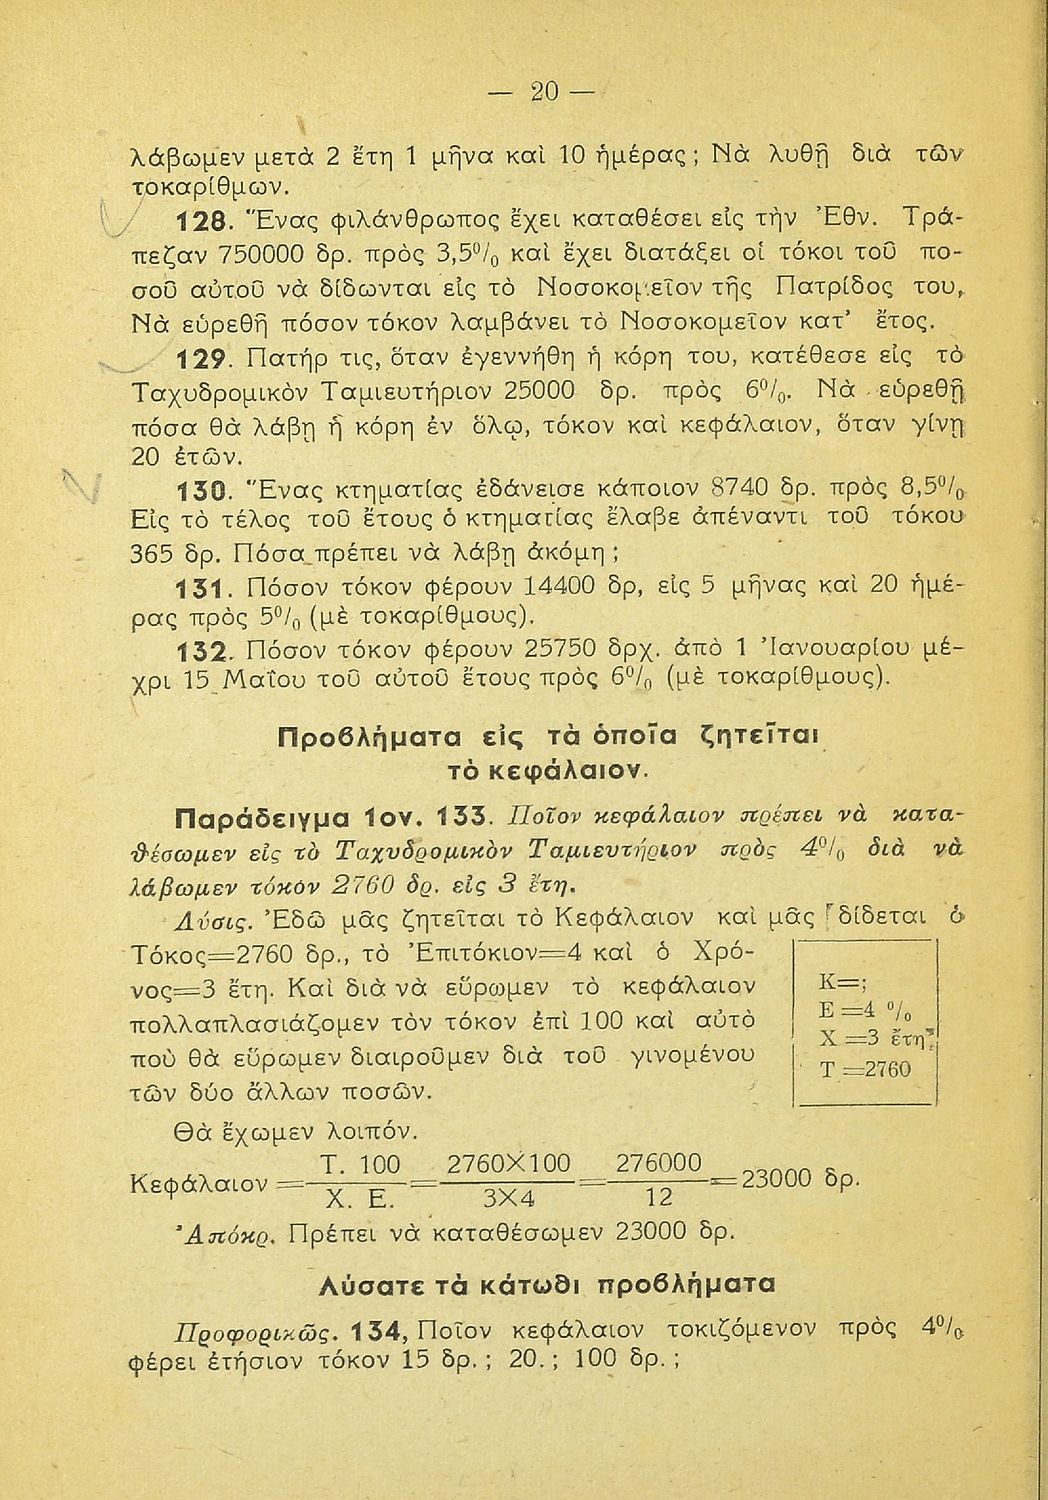 — 20 —
λάβωμεν μετὰ 2 ἔτη 1 μῆνα καὶ 10 ἡμέρας ; Νὰ λυθῇ διὰ τῶν
τοκαρίθμων.
128. Ἕνας φιλάνθρωπος ἔχει καταθέσει εἰς τὴν Ἐθν. Τρά-
πεζαν 750000 δρ. πρὸς 3,5% καὶ ἔχει διατάξει οἱ τόκοι τοῦ πο-
σοῦ αὐτοῦ νὰ δίδωνται εἰς τὸ Νοσοκομεῖον τῆς Πατρίδος του,
Νὰ εὑρεθῆ πόσον τόκον λαμβάνει τὸ Νοσοκομεῖον κατ’ ἔτος.
129. Πατήρ τις, ὅταν ἐγεννήθη ἡ κόρη του, κατέθεσε εἰς τὸ
Ταχυδρομικὸν Ταμιευτήριον 25000 δρ. πρὸς 6%. Νὰ εὑρεθῇ
πόσα θὰ λάβῃ ἡ κόρη ἐν ὅλῳ, τόκον καὶ κεφάλαιον, ὅταν γίνῃ
20 ἐτῶν.
130. Ἕνας κτηματίας ἐδάνεισε κάποιον 8740 δρ. πρὸς 8,5%
Εἰς τὸ τέλος τοῦ ἔτους ὁ κτηματίας ἔλαβε ἀπέναντι τοῦ τόκου
365 δρ. Πόσα πρέπει νὰ λάβῃ ἀκόμη ;
131. Πόσον τόκον φέρουν 14400 δρ, εἰς 5 μῆνας καὶ 20 ἡμέ-
ρας πρὸς 5% (μὲ τοκαρίθμους).
132. Πόσον τόκον φέρουν 25750 δρχ. ἀπὸ 1 Ἰανουαρίου μέ-
χρι 15 Μαΐου τοῦ αὐτοῦ ἔτους πρὸς 6% (μὲ τοκαρίθμους).
Προβλήματα εἰς τὰ ὁποῖα ζητεῖται
τὸ κεφάλαιον.
Παράδειγμα 1ον. 133. Ποῖον κεφάλαιον πρέπει νὰ κατα-
θέσωμεν εἰς τὸ Ταχυδρομικὸν Ταμιευτήριον πρὸς 4% διὰ νὰ
λάβωμεν τόκον 2760 δρ. εἰς 3 ἔτη.
Λύσις. Ἐδῶ μᾶς ζητεῖται τὸ Κεφάλαιον καὶ μᾶς δίδεται ὁ
Τόκος=2760 δρ., τὸ Ἐπιτόκιον=4 καὶ ὁ Χρό-
νος=3 ἔτη. Καὶ διὰ νὰ εὕρωμεν τὸ κεφάλαιον
πολλαπλασιάζομεν τὸν τόκον ἐπὶ 100 καὶ αὐτὸ
ποὺ θὰ εὕρωμεν διαιροῦμεν διὰ τοῦ γινομένου
τῶν δύο ἄλλων ποσῶν.
Κ=;
Ε=4 %
Χ=3 ἔτη
Τ=2760
Θὰ ἔχωμεν λοιπόν.
Κεφάλαιον = Τ. 100 / Χ. Ε. = 2760Χ100 / 3Χ4 = 276000 / 12 = 23000 δρ.
Ἀπόκρ. Πρέπει νὰ καταθέσωμεν 23000 δρ.
Λύσατε τὰ κάτωθι προβλήματα
Προφορικῶς. 134, Ποῖον κεφάλαιον τοκιζόμενον πρὸς 4%
φέρει ἐτήσιον τόκον 15 δρ. ; 20. ; 100 δρ. ;